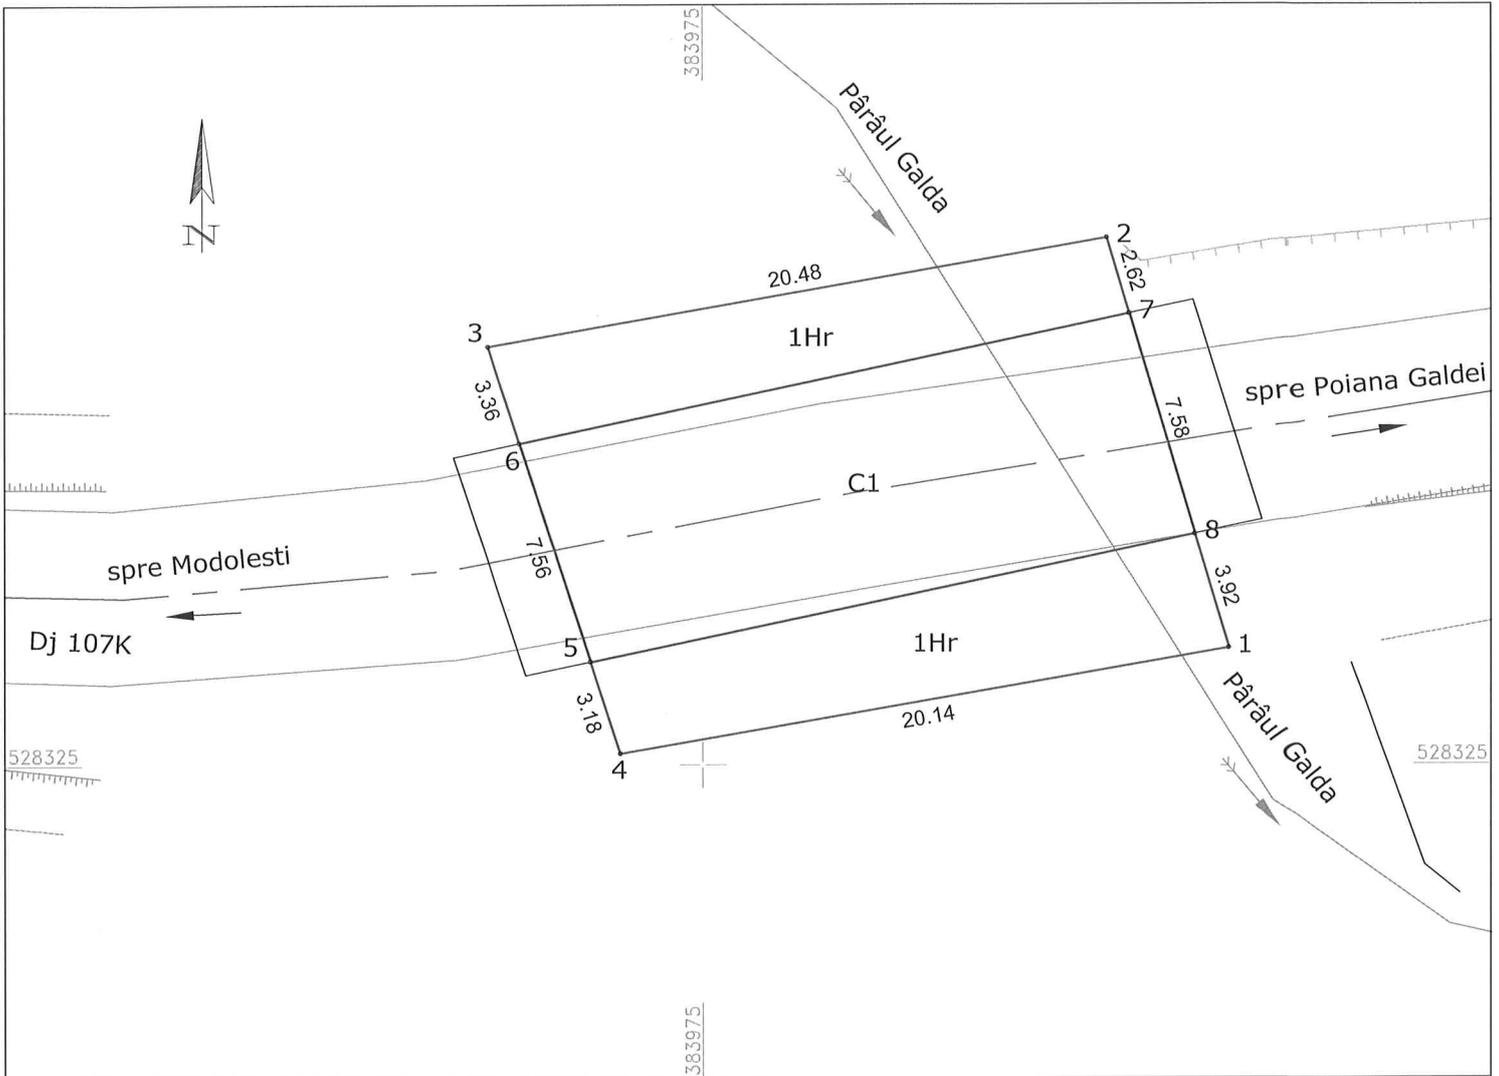 383975
Pârâul Galda
N
2
20.48
2.62
7
3
1Hr
3.36
spre Poiana Galdei
7.58
6
C1
8
7.56
spre Modolesti
3.92
Dj 107K
5
1Hr
1
Pârâul Galda
3.18
20.14
4
528325
528325
383975